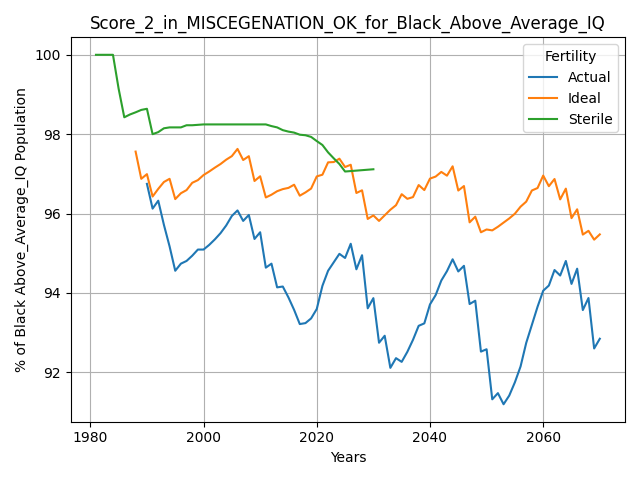 Score_2_in_MISCEGENATION_OK_for_Black_Above_Average_IQ
% of Black Above_Average_IQ Population
100
98
96
94
92
Fertility
Actual
Ideal
Sterile
1980 2000 2020 2040 2060
Years